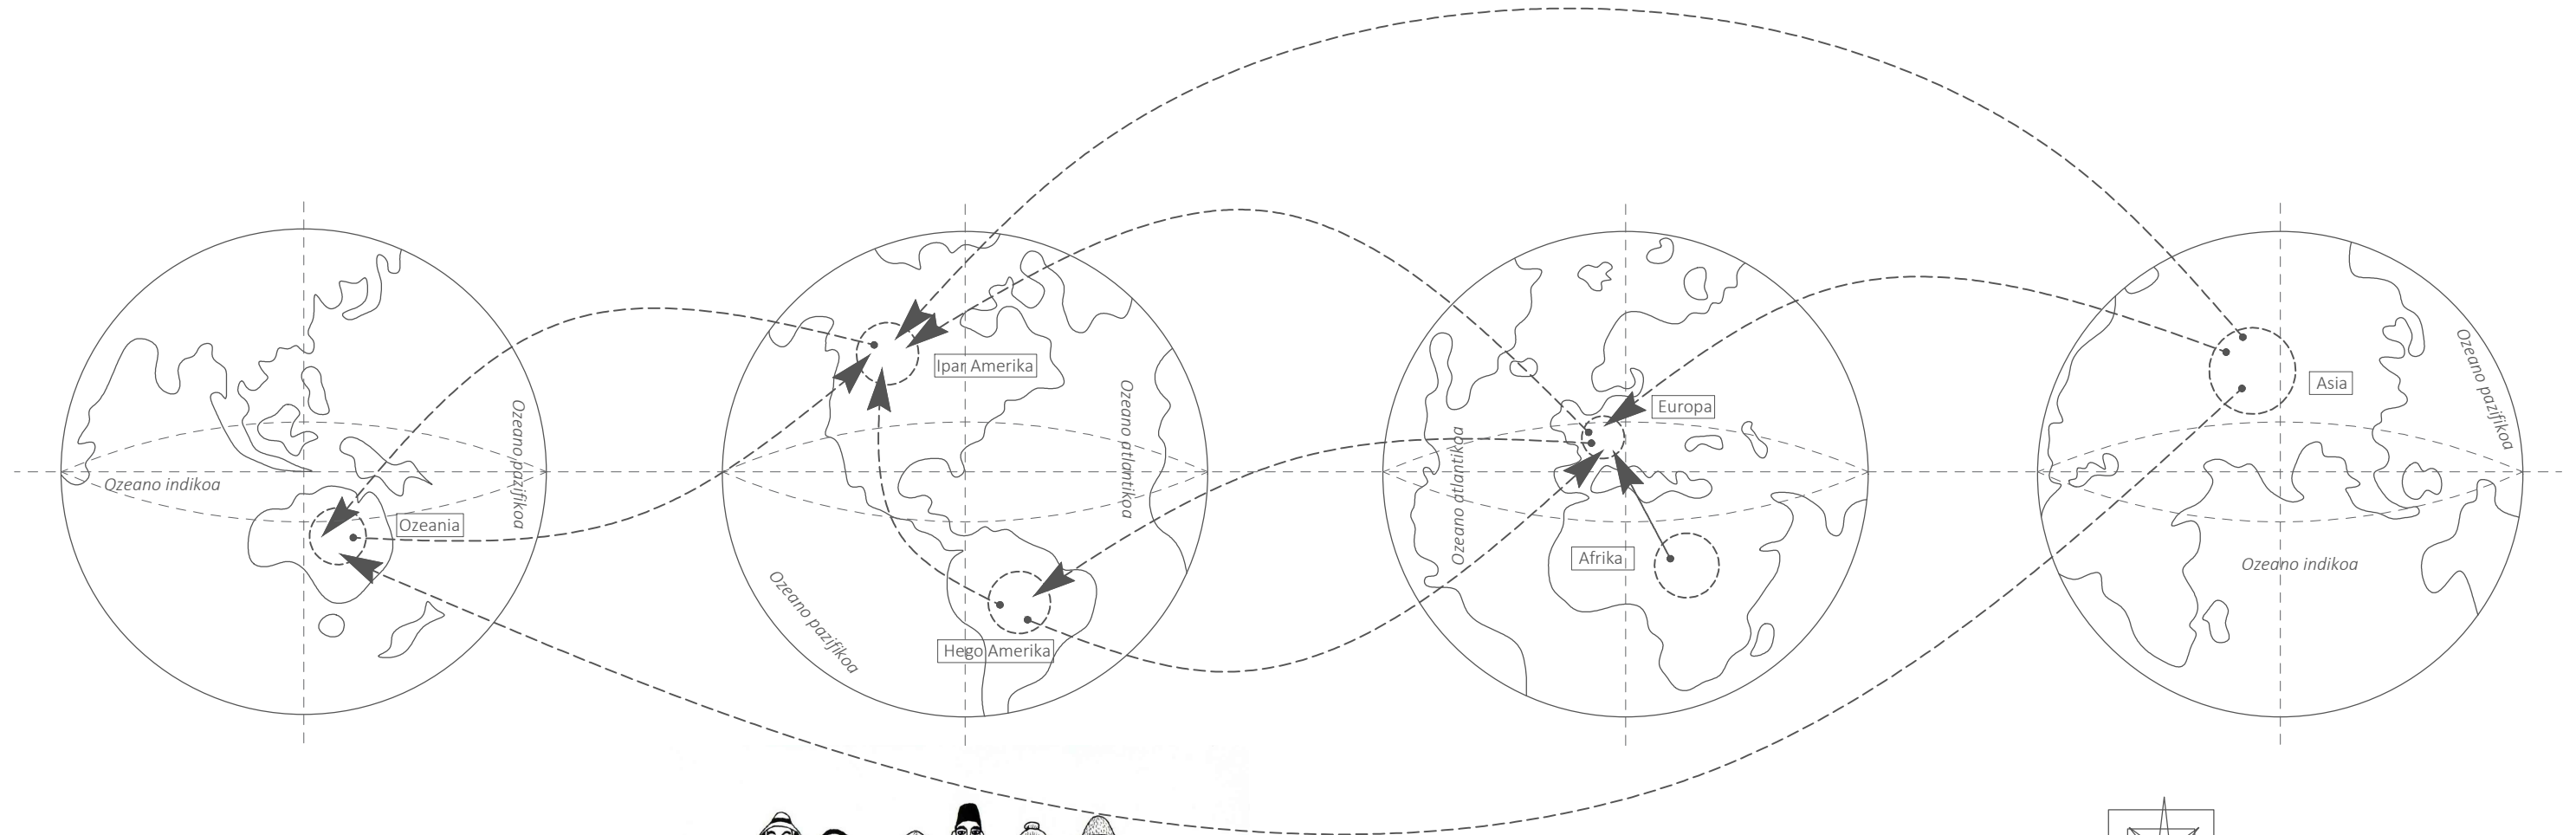 Ozeano indikoa
Ozeano pazifikoa
Ozeania
Ipar Amerika
Ozeano atlantikoa
Ozeano pazifikoa
Hego Amerika
Ozeano atlantikoa
Europa
Afrika
Asia
Ozeano pazifikoa
Ozeano indikoa